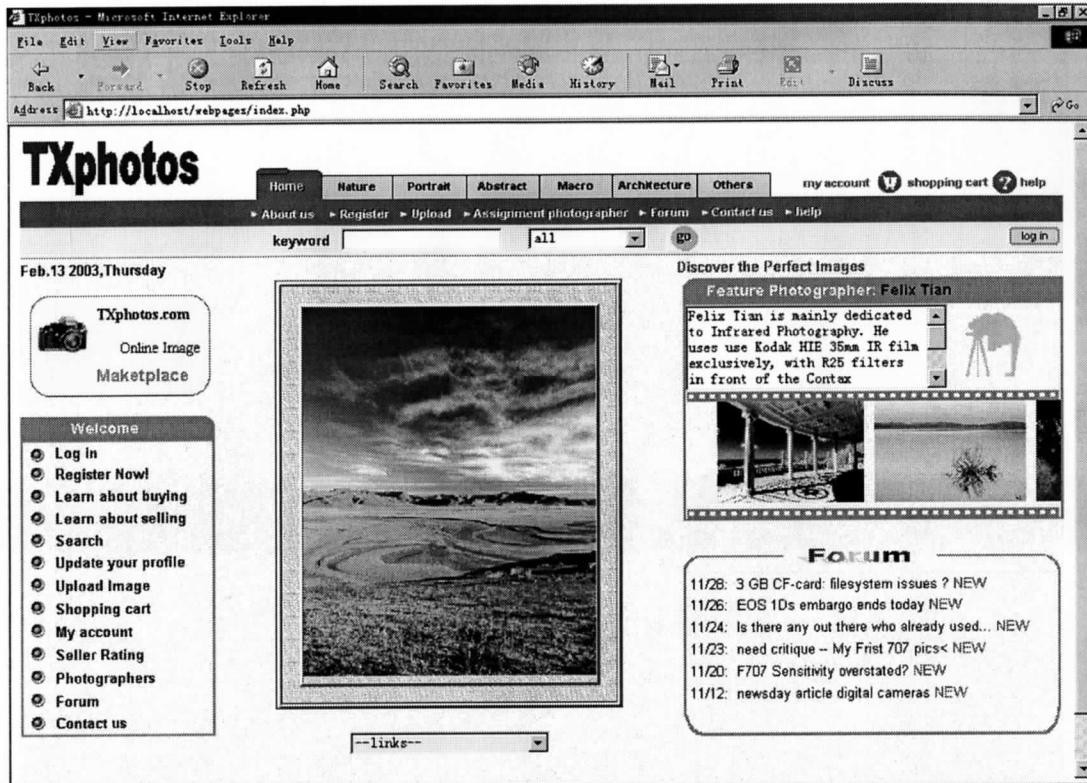 TXphotos - Microsoft Internet Explorer
File Edit View Favorites Tools Help
Back Forward Stop Refresh Home Search Favorites Media History Mail Print Edit Discuss
Address http://localhost/webpages/index.php Go
TXphotos
Home Nature Portrait Abstract Macro Architecture Others my account shopping cart ? help
About us Register Upload Assignment photographer Forum Contact us help
keyword all go log in
Feb.13 2003,Thursday
TXphotos.com
Online Image
Maketplace
Welcome
Log in
Register Now!
Learn about buying
Learn about selling
Search
Update your profile
Upload Image
Shopping cart
My account
Seller Rating
Photographers
Forum
Contact us
--links--
Discover the Perfect Images
Feature Photographer: Felix Tian
Felix Tian is mainly dedicated
to Infrared Photography. He
uses use Kodak HIE 35mm IR film
exclusively, with R25 filters
in front of the Contax
Forum
11/28: 3 GB CF-card: filesystem issues ? NEW
11/26: EOS 1Ds embargo ends today NEW
11/24: Is there any out there who already used... NEW
11/23: need critique -- My Frist 707 pics< NEW
11/20: F707 Sensitivity overstated? NEW
11/12: newsday article digital cameras NEW